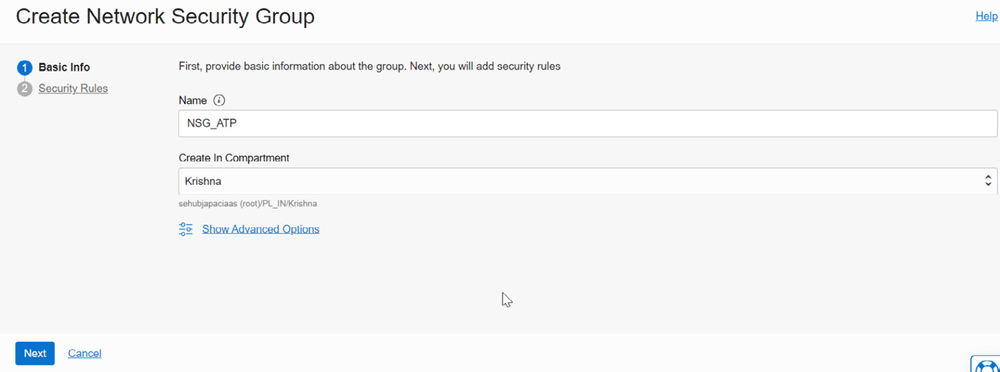 Create Network Security Group
Help
1 Basic Info
2 Security Rules
First, provide basic information about the group. Next, you will add security rules
Name i
NSG_ATP
Create In Compartment
Krishna
sehubjapaciaas (root)/PL_IN/Krishna
Show Advanced Options
Next
Cancel